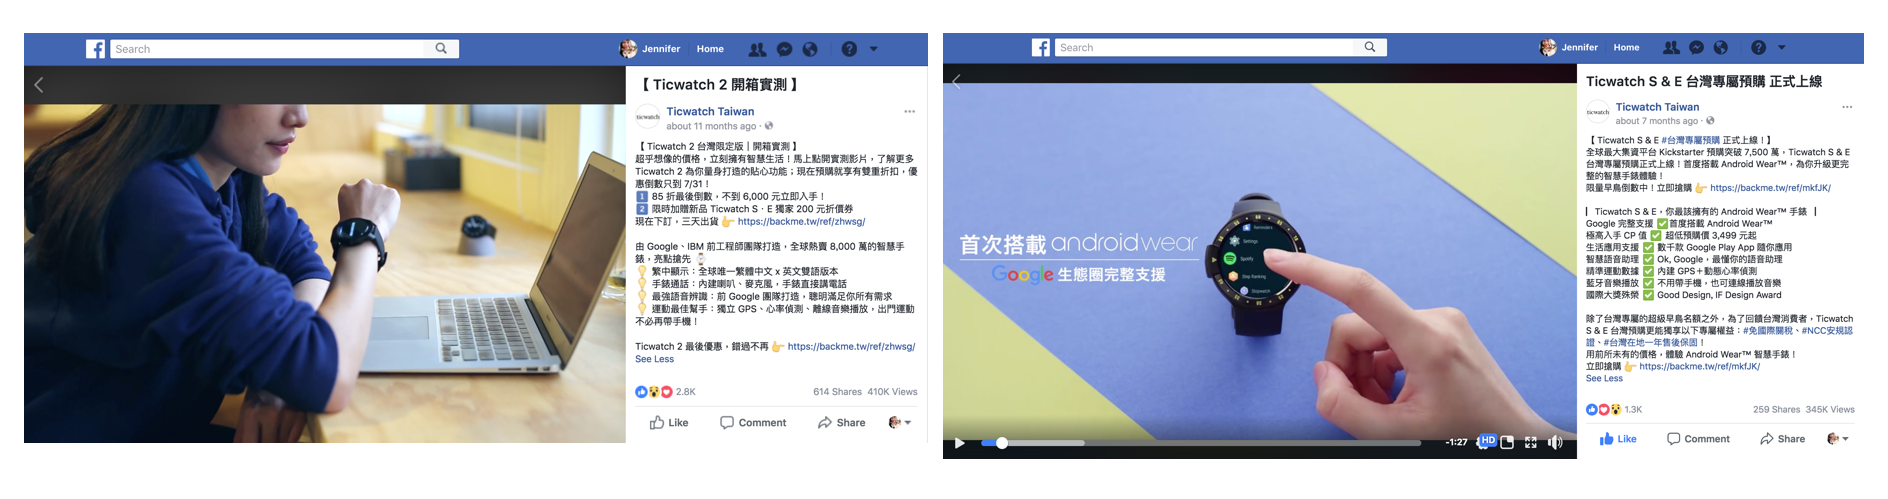 Search
Jennifer
Home
【 Ticwatch 2 開箱實測 】
ticwatch
Ticwatch Taiwan
about 11 months ago ·
【 Ticwatch 2 台灣限定版｜開箱實測 】
超乎想像的價格，立刻擁有智慧生活！馬上點開實測影片，了解更多
Ticwatch 2 為你量身打造的貼心功能；現在預購就享有雙重折扣，優
惠倒數只到 7/31！
1️⃣ 85 折最後倒數，不到 6,000 元立即入手！
2️⃣ 限時加贈新品 Ticwatch S · E 獨家 200 元折價券
現在下訂，三天出貨 👉 https://backme.tw/ref/zhwsg/
由 Google、IBM 前工程師團隊打造，全球熱賣 8,000 萬的智慧手
錶，亮點搶先 ⌚
💡 繁中顯示：全球唯一繁體中文 x 英文雙語版本
💡 手錶通話：內建喇叭、麥克風，手錶直接講電話
💡 最強語音辨識：前 Google 團隊打造，聰明滿足你所有需求
💡 運動最佳幫手：獨立 GPS、心率偵測、離線音樂播放，出門運動
不必再帶手機！
Ticwatch 2 最後優惠，錯過不再 👉 https://backme.tw/ref/zhwsg/
See Less
2.8K
614 Shares 410K Views
Like
Comment
Share
Search
Jennifer
Home
首次搭載 androidwear
Google 生態圈完整支援
Reminders
Settings
Spotify
Step Ranking
Stopwatch
-1:27
HD
Ticwatch S & E 台灣專屬預購 正式上線
ticwatch
Ticwatch Taiwan
about 7 months ago ·
【 Ticwatch S & E #台灣專屬預購 正式上線！】
全球最大集資平台 Kickstarter 預購突破 7,500 萬，Ticwatch S & E
台灣專屬預購正式上線！首度搭載 Android Wear™，為你升級更完
整的智慧手錶體驗！
限量早鳥倒數中！立即搶購 👉 https://backme.tw/ref/mkfJK/
▏Ticwatch S & E，你最該擁有的 Android Wear™ 手錶 ▕
Google 完整支援 ✅首度搭載 Android Wear™
極高入手 CP 值 ✅ 超低預購價 3,499 元起
生活應用支援 ✅ 數千款 Google Play App 隨你應用
智慧語音助理 ✅ Ok, Google，最懂你的語音助理
精準運動數據 ✅ 內建 GPS＋動態心率偵測
藍牙音樂播放 ✅ 不用帶手機，也可連線播放音樂
國際大獎殊榮 ✅ Good Design, IF Design Award
除了台灣專屬的超級早鳥名額之外，為了回饋台灣消費者，Ticwatch
S & E 台灣預購更能獨享以下專屬權益：#免國際關稅、#NCC安規認
證、#台灣在地一年售後保固！
用前所未有的價格，體驗 Android Wear™ 智慧手錶！
立即搶購 👉 https://backme.tw/ref/mkfJK/
See Less
1.3K
259 Shares 345K Views
Like
Comment
Share